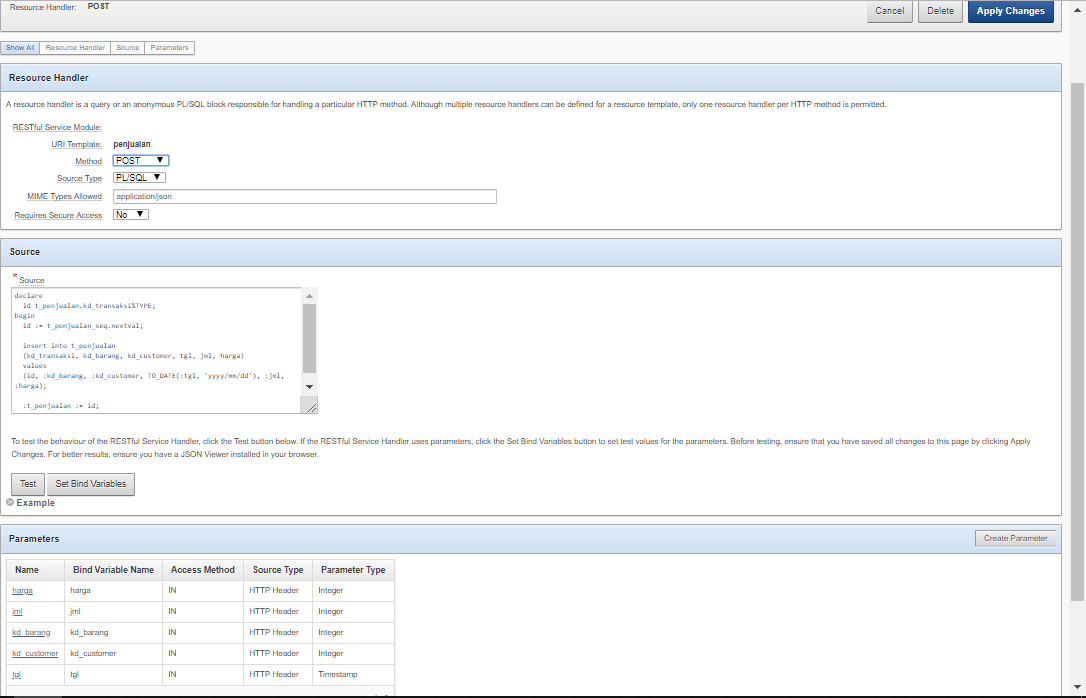 Resource Handler: POST
Cancel Delete Apply Changes
Show All Resource Handler Source Parameters
Resource Handler
A resource handler is a query or an anonymous PL/SQL block responsible for handling a particular HTTP method. Although multiple resource handlers can be defined for a resource template, only one resource handler per HTTP method is permitted.
RESTful Service Module:
URI Template: penjualan
Method POST
Source Type PL/SQL
MIME Types Allowed application/json
Requires Secure Access No
Source
* Source
declare
id t_penjualan.kd_transaksi%TYPE;
begin
id := t_penjualan_seq.nextval;
insert into t_penjualan
(kd_transaksi, kd_barang, kd_customer, tgl, jml, harga)
values
(id, :kd_barang, :kd_customer, TO_DATE(:tgl, 'yyyy/mm/dd'), :jml,
:harga);
:t_penjualan := id;
To test the behaviour of the RESTful Service Handler, click the Test button below. If the RESTful Service Handler uses parameters, click the Set Bind Variables button to set test values for the parameters. Before testing, ensure that you have saved all changes to this page by clicking Apply
Changes. For better results, ensure you have a JSON Viewer installed in your browser.
Test Set Bind Variables
Example
Parameters Create Parameter
Name Bind Variable Name Access Method Source Type Parameter Type
harga harga IN HTTP Header Integer
jml jml IN HTTP Header Integer
kd_barang kd_barang IN HTTP Header Integer
kd_customer kd_customer IN HTTP Header Integer
tgl tgl IN HTTP Header Timestamp